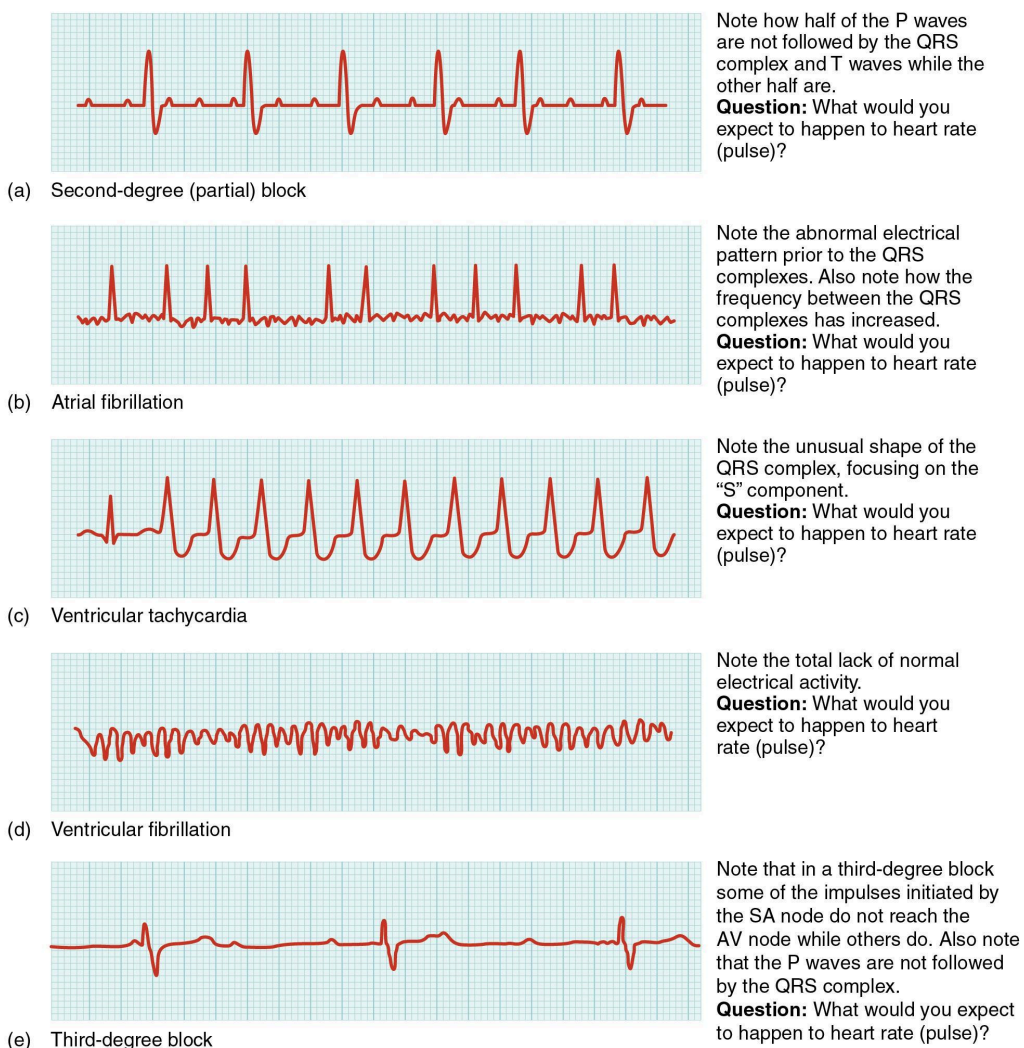 Note how half of the P waves
are not followed by the QRS
complex and T waves while the
other half are.
Question: What would you
expect to happen to heart rate
(pulse)?
(a) Second-degree (partial) block
Note the abnormal electrical
pattern prior to the QRS
complexes. Also note how the
frequency between the QRS
complexes has increased.
Question: What would you
expect to happen to heart rate
(pulse)?
(b) Atrial fibrillation
Note the unusual shape of the
QRS complex, focusing on the
“S” component.
Question: What would you
expect to happen to heart rate
(pulse)?
(c) Ventricular tachycardia
Note the total lack of normal
electrical activity.
Question: What would you
expect to happen to heart
rate (pulse)?
(d) Ventricular fibrillation
Note that in a third-degree block
some of the impulses initiated by
the SA node do not reach the
AV node while others do. Also note
that the P waves are not followed
by the QRS complex.
Question: What would you expect
to happen to heart rate (pulse)?
(e) Third-degree block